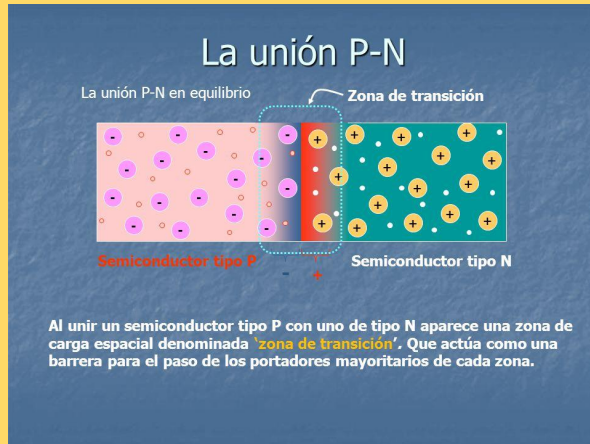 La unión P-N
La unión P-N en equilibrio
Zona de transición
- - + + +
- - - + +
- - - + + +
- - - + + +
- - - + + + +
- - - + + + +
Semiconductor tipo P
- +
Semiconductor tipo N
Al unir un semiconductor tipo P con uno de tipo N aparece una zona de
carga espacial denominada ‘zona de transición’. Que actúa como una
barrera para el paso de los portadores mayoritarios de cada zona.